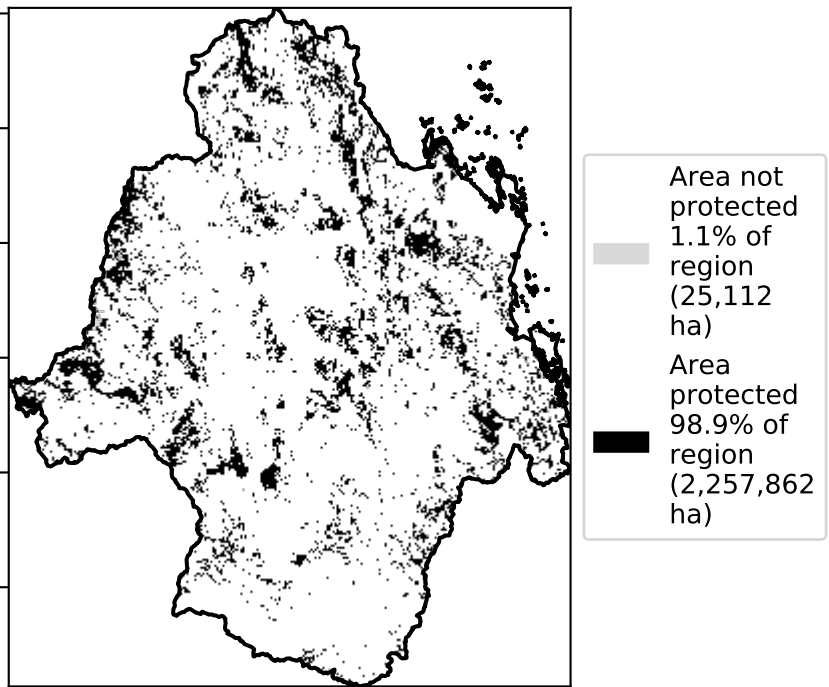 Area not
protected
1.1% of
region
(25,112
ha)
Area
protected
98.9% of
region
(2,257,862
ha)